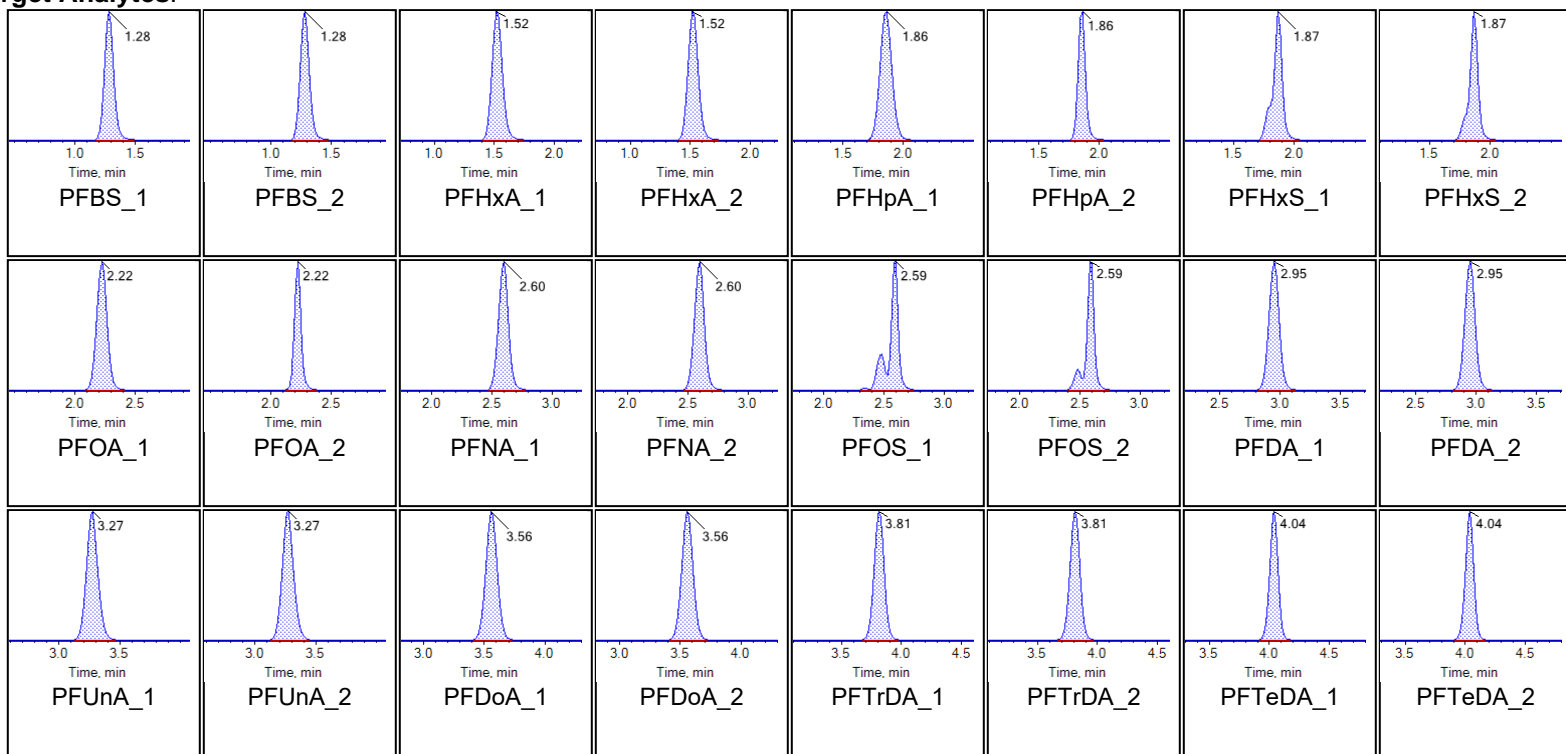 rget Analytes:
1.28 1.28 1.52 1.52 1.86 1.86 1.87 1.87
1.0 1.5 1.0 1.5 1.0 1.5 2.0 1.0 1.5 2.0 1.5 2.0 1.5 2.0 1.5 2.0 1.5 2.0
Time, min Time, min Time, min Time, min Time, min Time, min Time, min Time, min
PFBS_1 PFBS_2 PFHxA_1 PFHxA_2 PFHpA_1 PFHpA_2 PFHxS_1 PFHxS_2
2.22 2.22 2.60 2.60 2.59 2.59 2.95 2.95
2.0 2.5 2.0 2.5 2.0 2.5 3.0 2.0 2.5 3.0 2.0 2.5 3.0 2.0 2.5 3.0 2.5 3.0 3.5 2.5 3.0 3.5
Time, min Time, min Time, min Time, min Time, min Time, min Time, min Time, min
PFOA_1 PFOA_2 PFNA_1 PFNA_2 PFOS_1 PFOS_2 PFDA_1 PFDA_2
3.27 3.27 3.56 3.56 3.81 3.81 4.04 4.04
3.0 3.5 3.0 3.5 3.0 3.5 4.0 3.0 3.5 4.0 3.5 4.0 4.5 3.5 4.0 4.5 3.5 4.0 4.5 3.5 4.0 4.5
Time, min Time, min Time, min Time, min Time, min Time, min Time, min Time, min
PFUnA_1 PFUnA_2 PFDoA_1 PFDoA_2 PFTrDA_1 PFTrDA_2 PFTeDA_1 PFTeDA_2